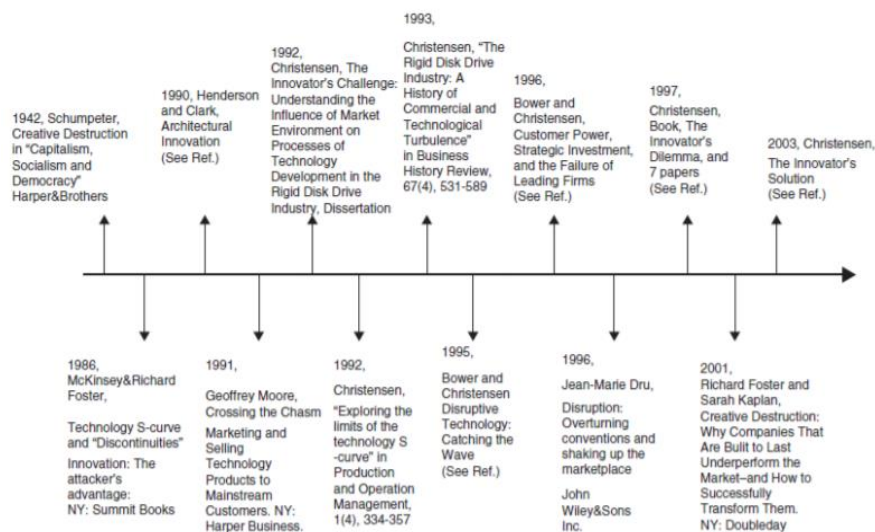 1942, Schumpeter,
Creative Destruction
in "Capitalism,
Socialism and
Democracy"
Harper&Brothers
1990, Henderson
and Clark,
Architectural
Innovation
(See Ref.)
1992,
Christensen, The
Innovator's Challenge:
Understanding the
Influence of Market
Environment on
Processes of
Technology
Development in the
Rigid Disk Drive
Industry, Dissertation
1993,
Christensen, "The
Rigid Disk Drive
Industry: A
History of
Commercial and
Technological
Turbulence"
in Business
History Review,
67(4), 531-589
1996,
Bower and
Christensen,
Customer Power,
Strategic Investment,
and the Failure of
Leading Firms
(See Ref.)
1997,
Christensen,
Book, The
Innovator's
Dilemma, and
7 papers
(See Ref.)
2003, Christensen,
The Innovator's
Solution
(See Ref.)
1986,
McKinsey&Richard
Foster,
Technology S-curve
and "Discontinuities"
Innovation: The
attacker's
advantage:
NY: Summit Books
1991,
Geoffrey Moore,
Crossing the Chasm
Marketing and
Selling
Technology
Products to
Mainstream
Customers. NY:
Harper Business.
1992,
Christensen,
"Exploring the
limits of the
technology S
-curve" in
Production
and Operation
Management,
1(4), 334-357
1995,
Bower and
Christensen
Disruptive
Technology:
Catching the
Wave
(See Ref.)
1996,
Jean-Marie Dru,
Disruption:
Overturning
conventions and
shaking up the
marketplace
John
Wiley&Sons
Inc.
2001,
Richard Foster and
Sarah Kaplan,
Creative Destruction:
Why Companies That
Are Bulit to Last
Underperform the
Market–and How to
Successfully
Transform Them.
NY: Doubleday